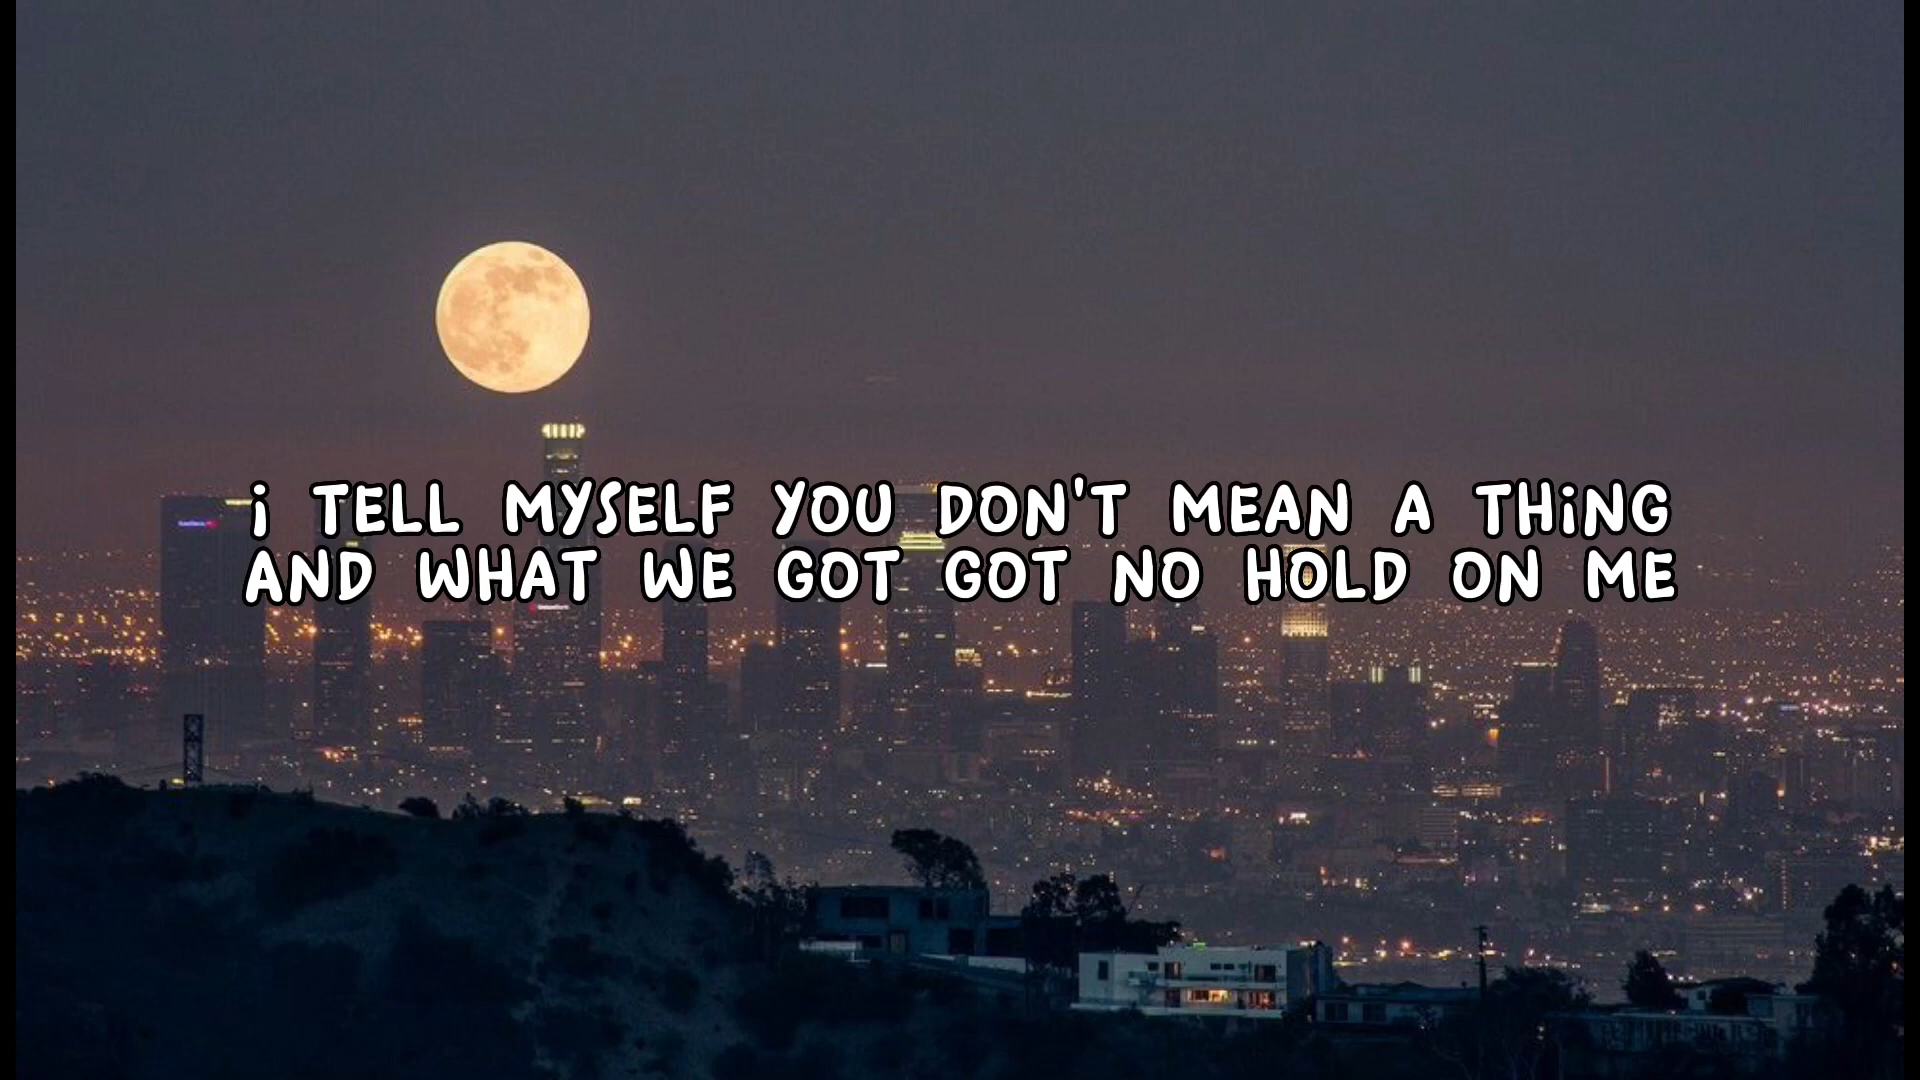 i TELL MYSELF YOU DON'T MEAN A THiNG
AND WHAT WE GOT GOT NO HOLD ON ME